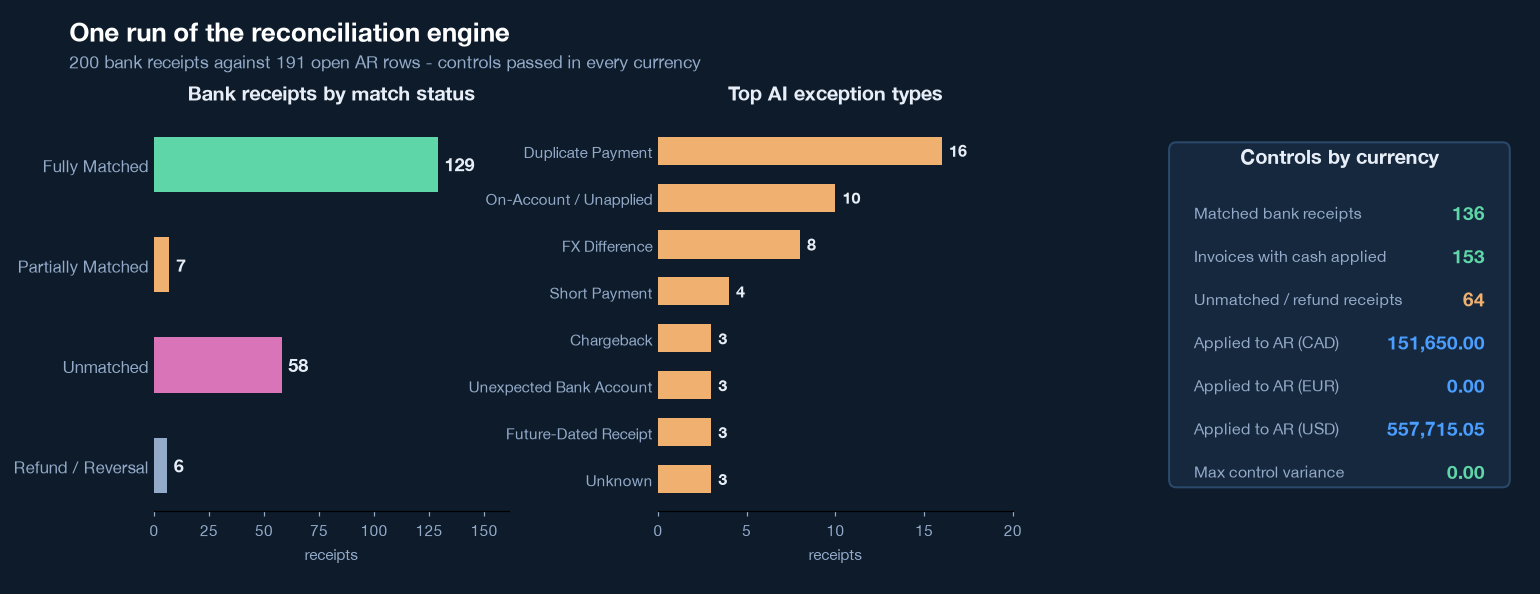 One run of the reconciliation engine
200 bank receipts against 191 open AR rows - controls passed in every currency
Bank receipts by match status
Fully Matched 129
Partially Matched 7
Unmatched 58
Refund / Reversal 6
0 25 50 75 100 125 150
receipts
Top AI exception types
Duplicate Payment 16
On-Account / Unapplied 10
FX Difference 8
Short Payment 4
Chargeback 3
Unexpected Bank Account 3
Future-Dated Receipt 3
Unknown 3
0 5 10 15 20
receipts
Controls by currency
Matched bank receipts 136
Invoices with cash applied 153
Unmatched / refund receipts 64
Applied to AR (CAD) 151,650.00
Applied to AR (EUR) 0.00
Applied to AR (USD) 557,715.05
Max control variance 0.00